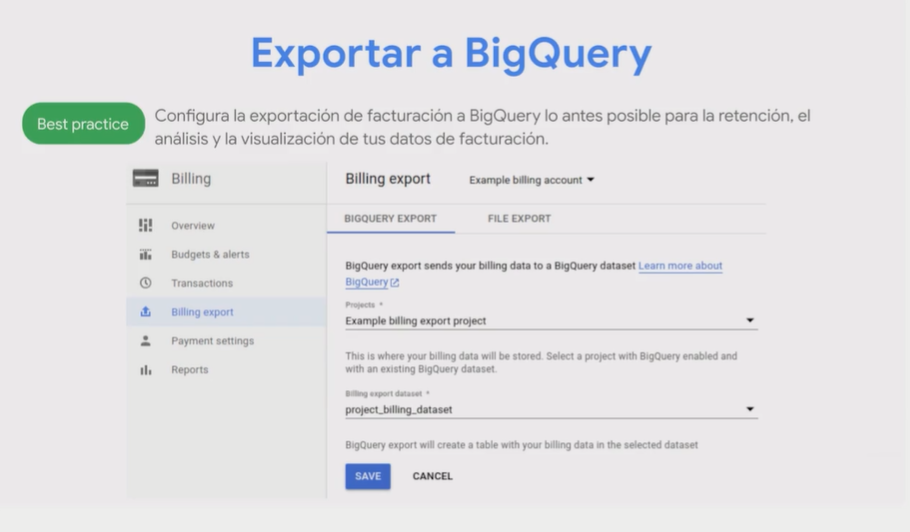 Exportar a BigQuery
Best practice
Configura la exportación de facturación a BigQuery lo antes posible para la retención, el
análisis y la visualización de tus datos de facturación.
Billing
Overview
Budgets & alerts
Transactions
Billing export
Payment settings
Reports
Billing export
Example billing account
BIGQUERY EXPORT
FILE EXPORT
BigQuery export sends your billing data to a BigQuery dataset Learn more about
BigQuery
Projects *
Example billing export project
This is where your billing data will be stored. Select a project with BigQuery enabled and
with an existing BigQuery dataset.
Billing export dataset *
project_billing_dataset
BigQuery export will create a table with your billing data in the selected dataset
SAVE
CANCEL